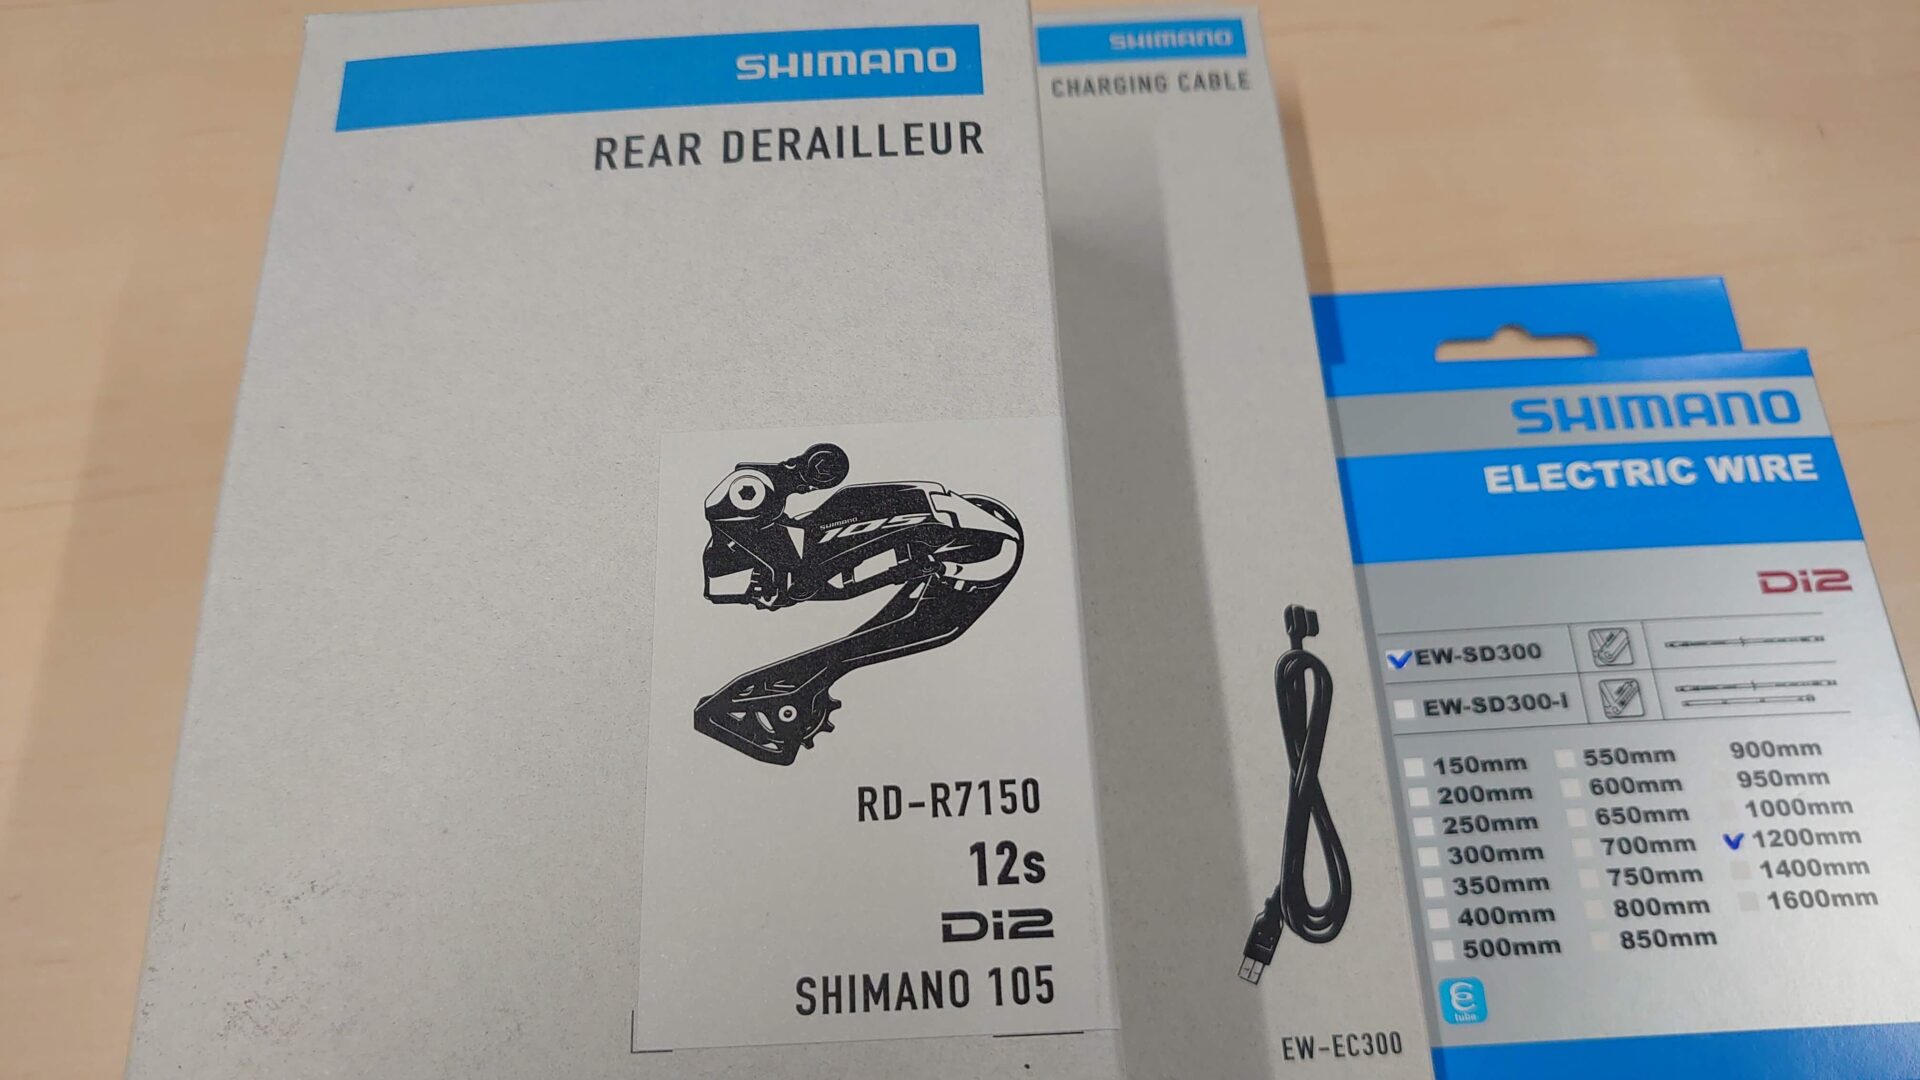 SHIMANO
REAR DERAILLEUR
SHIMANO
105
RD-R7150
12s
Di2
SHIMANO 105
SHIMANO
CHARGING CABLE
EW-EC300
SHIMANO
ELECTRIC WIRE
Di2
EW-SD300
EW-SD300-I
150mm 550mm 900mm
200mm 600mm 950mm
250mm 650mm 1000mm
300mm 700mm 1200mm
350mm 750mm 1400mm
400mm 800mm 1600mm
500mm 850mm
E
tube